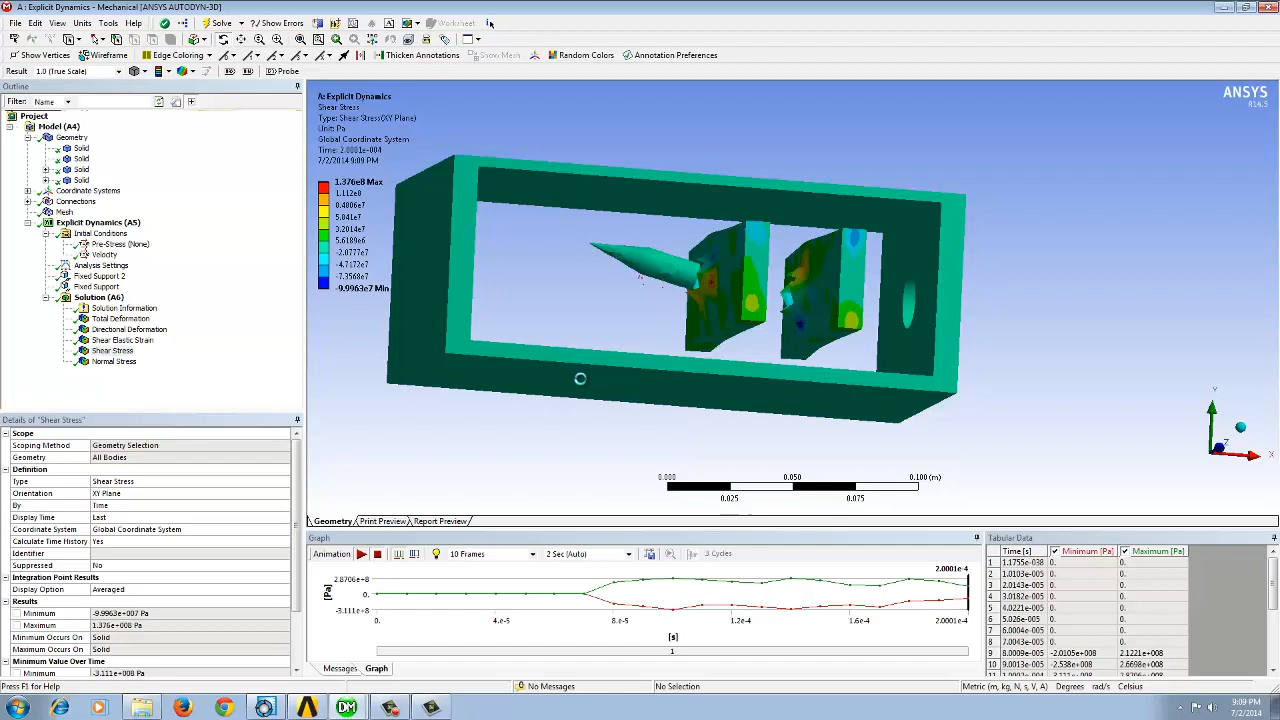 A: Explicit Dynamics - Mechanical [ANSYS AUTODYN-3D]
File Edit View Units Tools Help Solve ?/Show Errors Worksheet
Show Vertices Wireframe Edge Coloring Thicken Annotations Show Mesh Random Colors Annotation Preferences
Result 1.0 (True Scale) Probe
Outline
Filter: Name
Project
Model (A4)
Geometry
Solid
Solid
Solid
Solid
Coordinate Systems
Connections
Mesh
Explicit Dynamics (A5)
Initial Conditions
Pre-Stress (None)
Velocity
Analysis Settings
Fixed Support 2
Fixed Support
Solution (A6)
Solution Information
Total Deformation
Directional Deformation
Shear Elastic Strain
Shear Stress
Normal Stress
A: Explicit Dynamics
Shear Stress
Type: Shear Stress(XY Plane)
Unit: Pa
Global Coordinate System
Time: 2.0001e-004
7/2/2014 9:09 PM
1.376e8 Max
1.112e8
8.4806e7
5.841e7
3.2014e7
5.6189e6
-2.0777e7
-4.7172e7
-7.3568e7
-9.9963e7 Min
ANSYS
R14.5
Y
Z
X
0.000 0.050 0.100 (m)
0.025 0.075
Geometry Print Preview Report Preview
Details of "Shear Stress"
Scope
Scoping Method Geometry Selection
Geometry All Bodies
Definition
Type Shear Stress
Orientation XY Plane
By Time
Display Time Last
Coordinate System Global Coordinate System
Calculate Time History Yes
Identifier
Suppressed No
Integration Point Results
Display Option Averaged
Results
Minimum -9.9963e+007 Pa
Maximum 1.376e+008 Pa
Minimum Occurs On Solid
Maximum Occurs On Solid
Minimum Value Over Time
Minimum -3.111e+008 Pa
Graph
Animation 10 Frames 2 Sec (Auto) 3 Cycles
2.0001e-4
2.8706e+8
0.
-3.111e+8
[Pa]
0. 4.e-5 8.e-5 1.2e-4 1.6e-4 2.0001e-4
[s]
1
Messages Graph
Tabular Data
Time [s] Minimum [Pa] Maximum [Pa]
1 1.1755e-038 0. 0.
2 1.0103e-005 0. 0.
3 2.0143e-005 0. 0.
4 3.0182e-005 0. 0.
5 4.0221e-005 0. 0.
6 5.026e-005 0. 0.
7 6.0004e-005 0. 0.
8 7.0043e-005 0. 0.
9 8.0009e-005 -2.0105e+008 2.1221e+008
10 9.0013e-005 -2.538e+008 2.6698e+008
Press F1 for Help No Messages No Selection Metric (m, kg, N, s, V, A) Degrees rad/s Celsius
DM
9:09 PM
7/2/2014